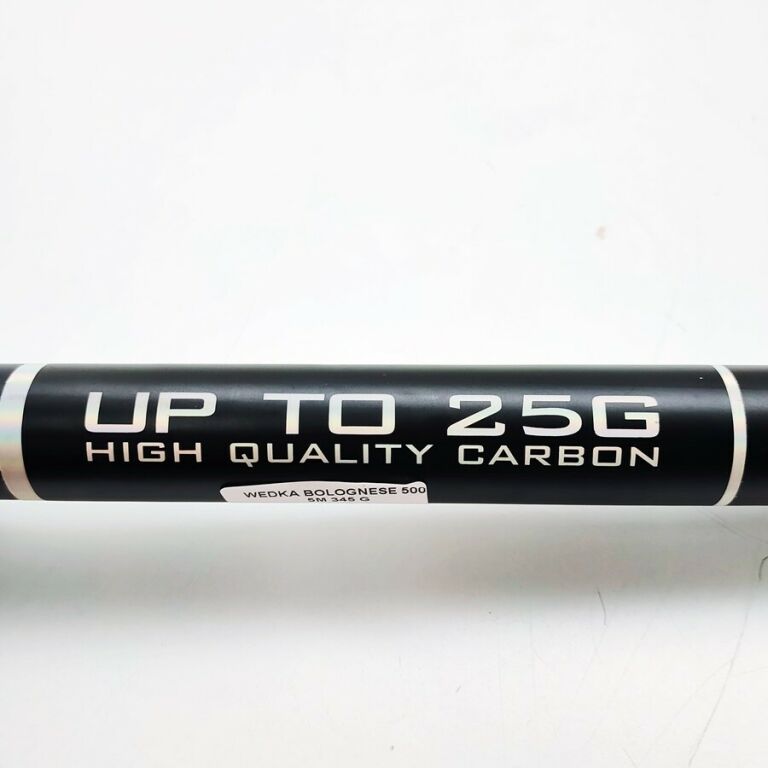 UP TO 25G
HIGH QUALITY CARBON
WEDKA BOLOGNESE 500
5M 345 G